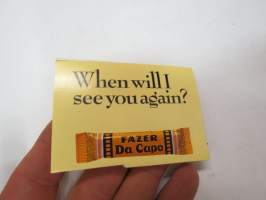 When will I
see you again?
FAZER
Da Capo